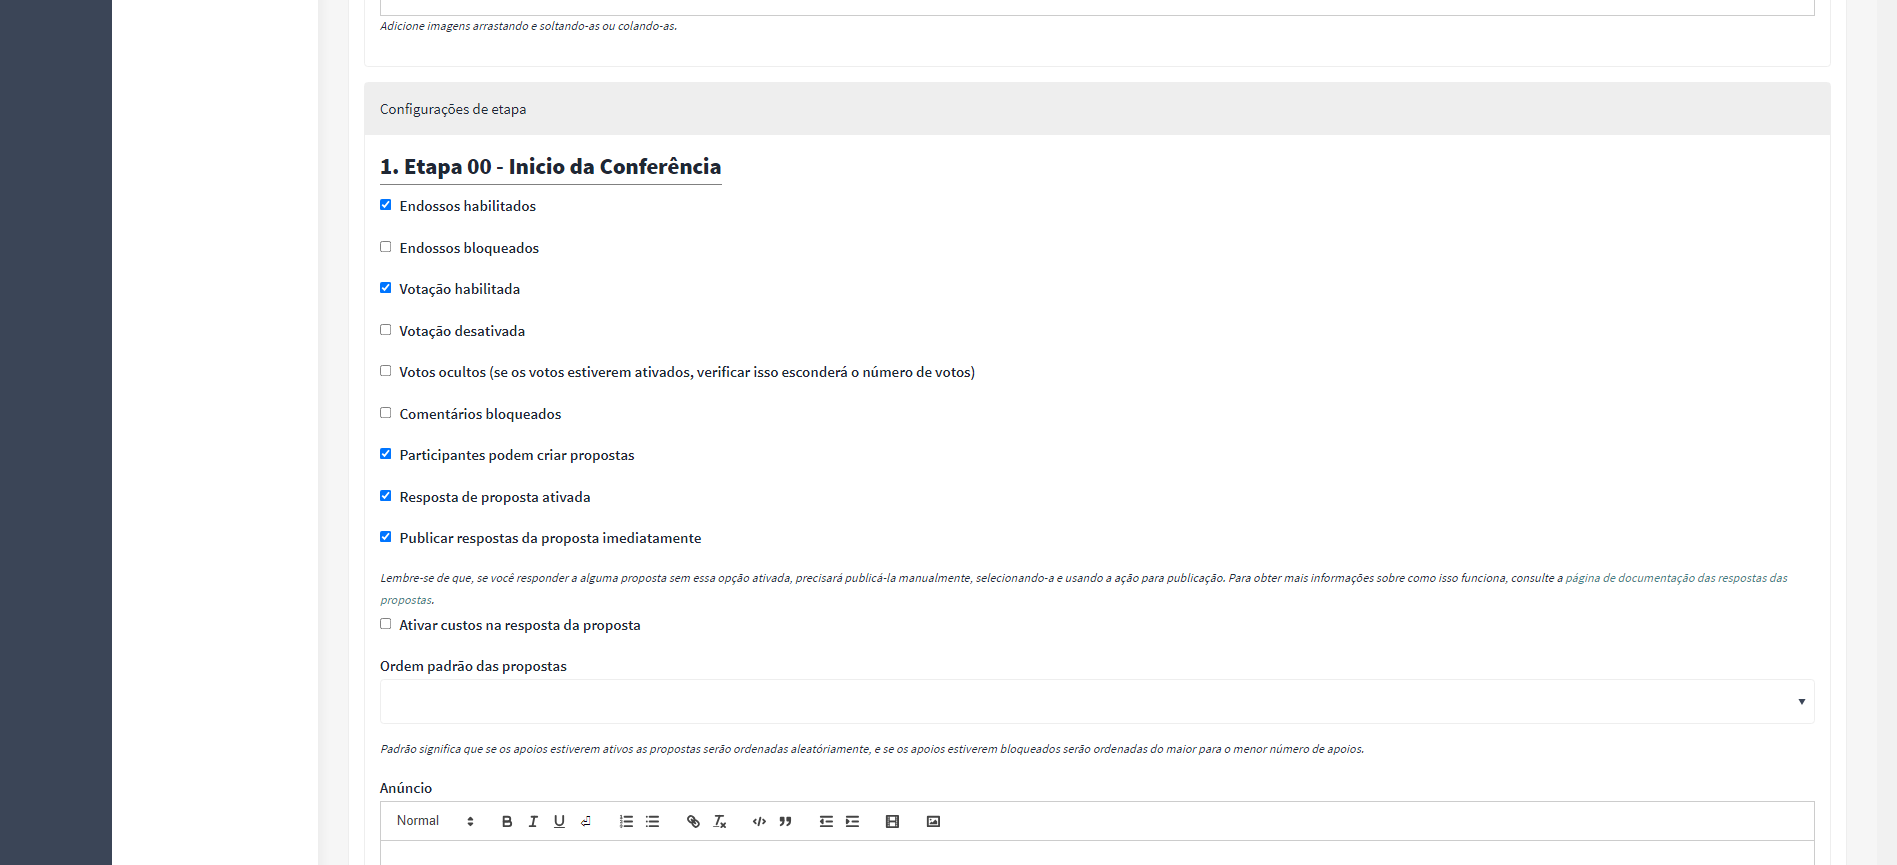 Adicione imagens arrastando e soltando-as ou colando-as.
Configurações de etapa
1. Etapa 00 - Inicio da Conferência
Endossos habilitados
Endossos bloqueados
Votação habilitada
Votação desativada
Votos ocultos (se os votos estiverem ativados, verificar isso esconderá o número de votos)
Comentários bloqueados
Participantes podem criar propostas
Resposta de proposta ativada
Publicar respostas da proposta imediatamente
Lembre-se de que, se você responder a alguma proposta sem essa opção ativada, precisará publicá-la manualmente, selecionando-a e usando a ação para publicação. Para obter mais informações sobre como isso funciona, consulte a página de documentação das respostas das
propostas.
Ativar custos na resposta da proposta
Ordem padrão das propostas
Padrão significa que se os apoios estiverem ativos as propostas serão ordenadas aleatóriamente, e se os apoios estiverem bloqueados serão ordenadas do maior para o menor número de apoios.
Anúncio
Normal